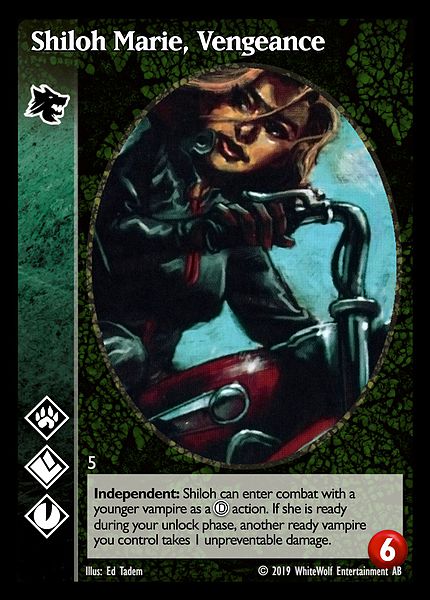 Shiloh Marie, Vengeance
5
Independent: Shiloh can enter combat with a
younger vampire as a Ⓓ action. If she is ready
during your unlock phase, another ready vampire
you control takes 1 unpreventable damage.
6
Illus: Ed Tadem
© 2019 WhiteWolf Entertainment AB